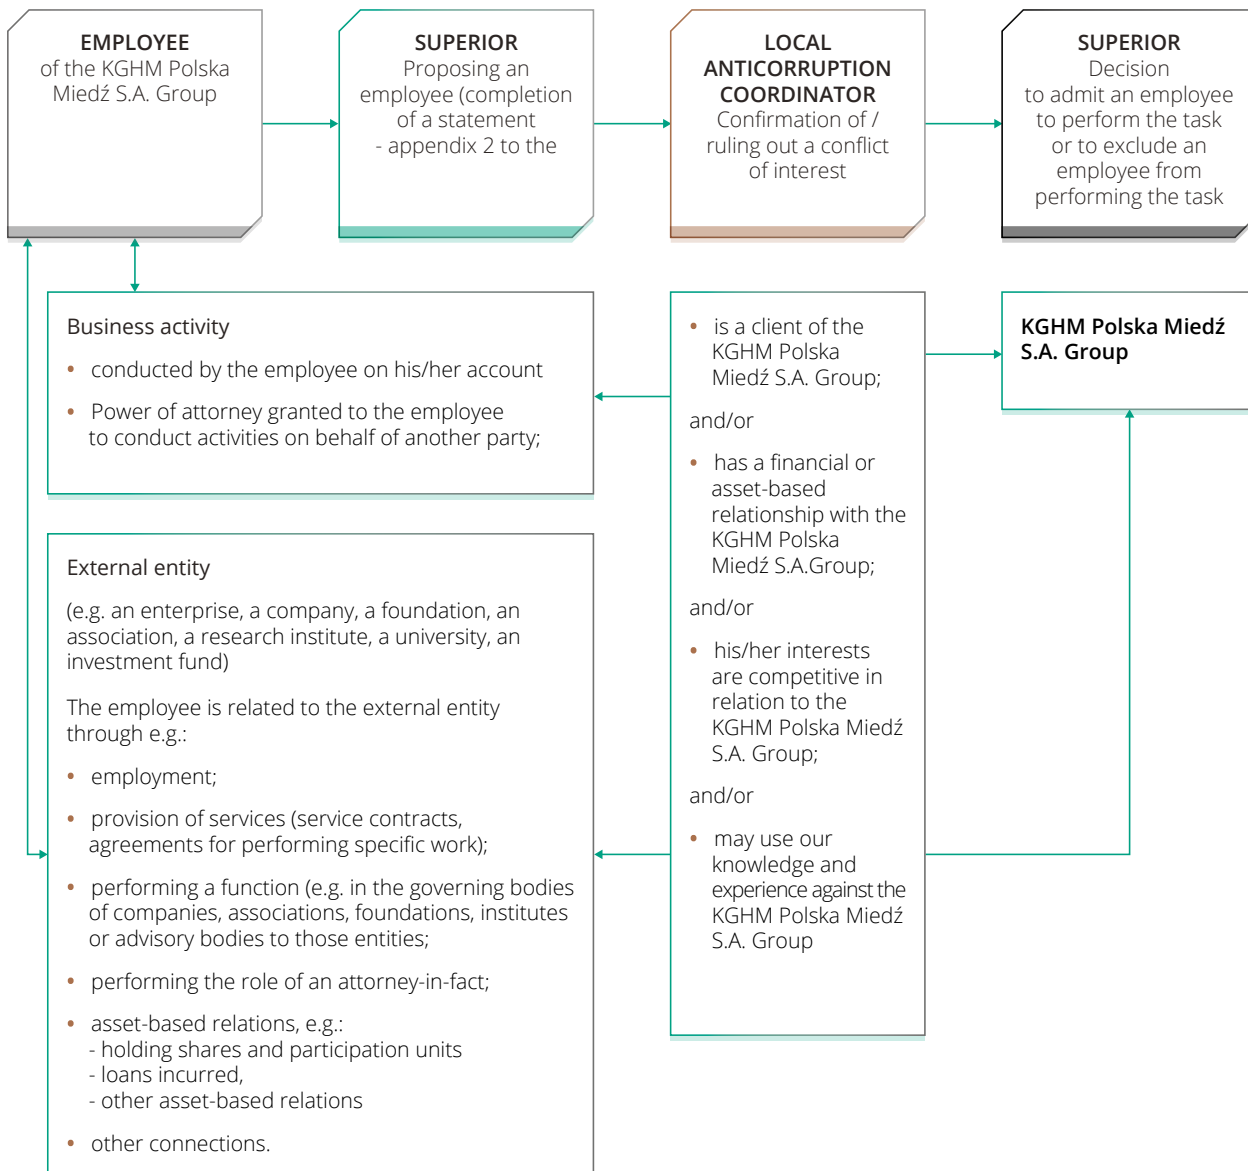 EMPLOYEE
of the KGHM Polska
Miedź S.A. Group
SUPERIOR
Proposing an
employee (completion
of a statement
- appendix 2 to the
LOCAL
ANTICORRUPTION
COORDINATOR
Confirmation of /
ruling out a conflict
of interest
SUPERIOR
Decision
to admit an employee
to perform the task
or to exclude an
employee from
performing the task
Business activity
• conducted by the employee on his/her account
• Power of attorney granted to the employee
to conduct activities on behalf of another party;
External entity
(e.g. an enterprise, a company, a foundation, an
association, a research institute, a university, an
investment fund)
The employee is related to the external entity
through e.g.:
• employment;
• provision of services (service contracts,
agreements for performing specific work);
• performing a function (e.g. in the governing bodies
of companies, associations, foundations, institutes
or advisory bodies to those entities;
• performing the role of an attorney-in-fact;
• asset-based relations, e.g.:
- holding shares and participation units
- loans incurred,
- other asset-based relations
• other connections.
• is a client of the
KGHM Polska
Miedź S.A. Group;
and/or
• has a financial or
asset-based
relationship with the
KGHM Polska
Miedź S.A.Group;
and/or
• his/her interests
are competitive in
relation to the
KGHM Polska Miedź
S.A. Group;
and/or
• may use our
knowledge and
experience against the
KGHM Polska Miedź
S.A. Group
KGHM Polska Miedź
S.A. Group